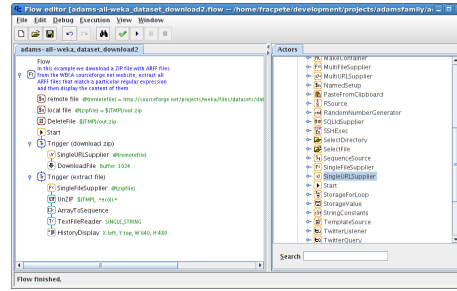 Flow editor [adams-all-weka_dataset_download2.flow -- /home/fracpete/development/projects/adamsfamily/a
File Edit Debug Execution View Window
adams-all-weka_dataset_download2
Flow
In this example we download a ZIP file with ARFF files
from the WEKA sourceforge.net website, extract all
ARFF files that match a particular regular expression
and then display the content of them.
remote file @{remotefile} = http://sourceforge.net/projects/weka/files/datasets/dat
local file @{zipfile} = ${TMP}/out.zip
DeleteFile ${TMP}/out.zip
Start
Trigger (download zip)
SingleURLSupplier @{remotefile}
DownloadFile Buffer: 1024
Trigger (extract file)
SingleFileSupplier @{zipfile}
UnZIP ${TMP}, .*ecoli.*
ArrayToSequence
TextFileReader SINGLE_STRING
HistoryDisplay X:left, Y:top, W:640, H:480
Actors
MakeContainer
MultiFileSupplier
MultiURLSupplier
NamedSetup
PasteFromClipboard
RSource
RandomNumberGenerator
SQLIdSupplier
SSHExec
SelectDirectory
SelectFile
SequenceSource
SingleFileSupplier
SingleURLSupplier
Start
StorageForLoop
StorageValue
StringConstants
TemplateSource
TwitterListener
TwitterQuery
Search
Flow finished.